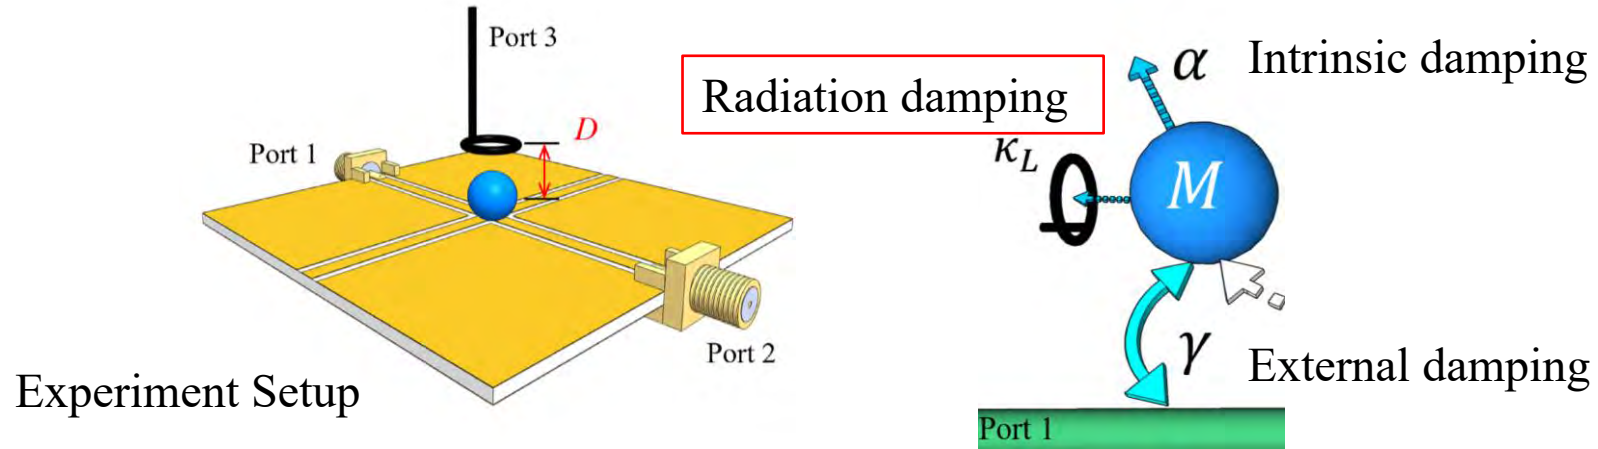 Port 3
D
Port 1
Port 2
Experiment Setup
Radiation damping
α
Intrinsic damping
κL
M
γ
External damping
Port 1